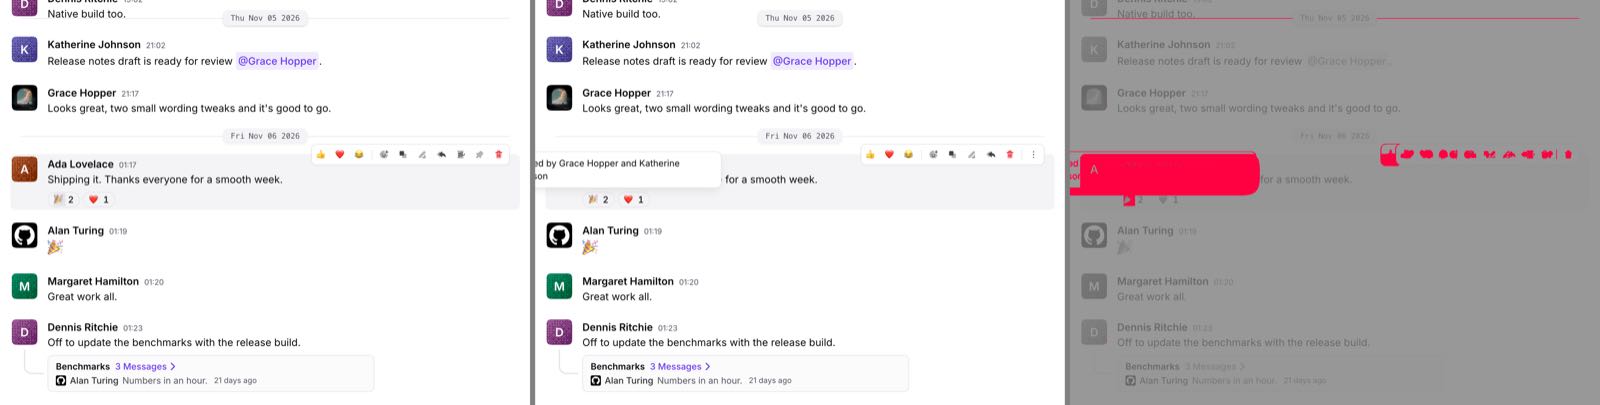 Dennis Ritchie
Native build too.
Thu Nov 05 2026
K
Katherine Johnson 21:02
Release notes draft is ready for review @Grace Hopper .
Grace Hopper 21:17
Looks great, two small wording tweaks and it's good to go.
Fri Nov 06 2026
A
Ada Lovelace 01:17
Shipping it. Thanks everyone for a smooth week.
2 1
Alan Turing 01:19
M
Margaret Hamilton 01:20
Great work all.
D
Dennis Ritchie 01:23
Off to update the benchmarks with the release build.
Benchmarks 3 Messages
Alan Turing Numbers in an hour. 21 days ago
Dennis Ritchie
Native build too.
Thu Nov 05 2026
K
Katherine Johnson 21:02
Release notes draft is ready for review @Grace Hopper .
Grace Hopper 21:17
Looks great, two small wording tweaks and it's good to go.
Fri Nov 06 2026
ed by Grace Hopper and Katherine
son
for a smooth week.
2 1
Alan Turing 01:19
M
Margaret Hamilton 01:20
Great work all.
D
Dennis Ritchie 01:23
Off to update the benchmarks with the release build.
Benchmarks 3 Messages
Alan Turing Numbers in an hour. 21 days ago
Dennis Ritchie
Native build too.
Thu Nov 05 2026
K
Katherine Johnson 21:02
Release notes draft is ready for review @Grace Hopper .
Grace Hopper 21:17
Looks great, two small wording tweaks and it's good to go.
Fri Nov 06 2026
ed
son
A
for a smooth week.
2 1
Alan Turing 01:19
M
Margaret Hamilton 01:20
Great work all.
D
Dennis Ritchie 01:23
Off to update the benchmarks with the release build.
Benchmarks 3 Messages
Alan Turing Numbers in an hour. 21 days ago